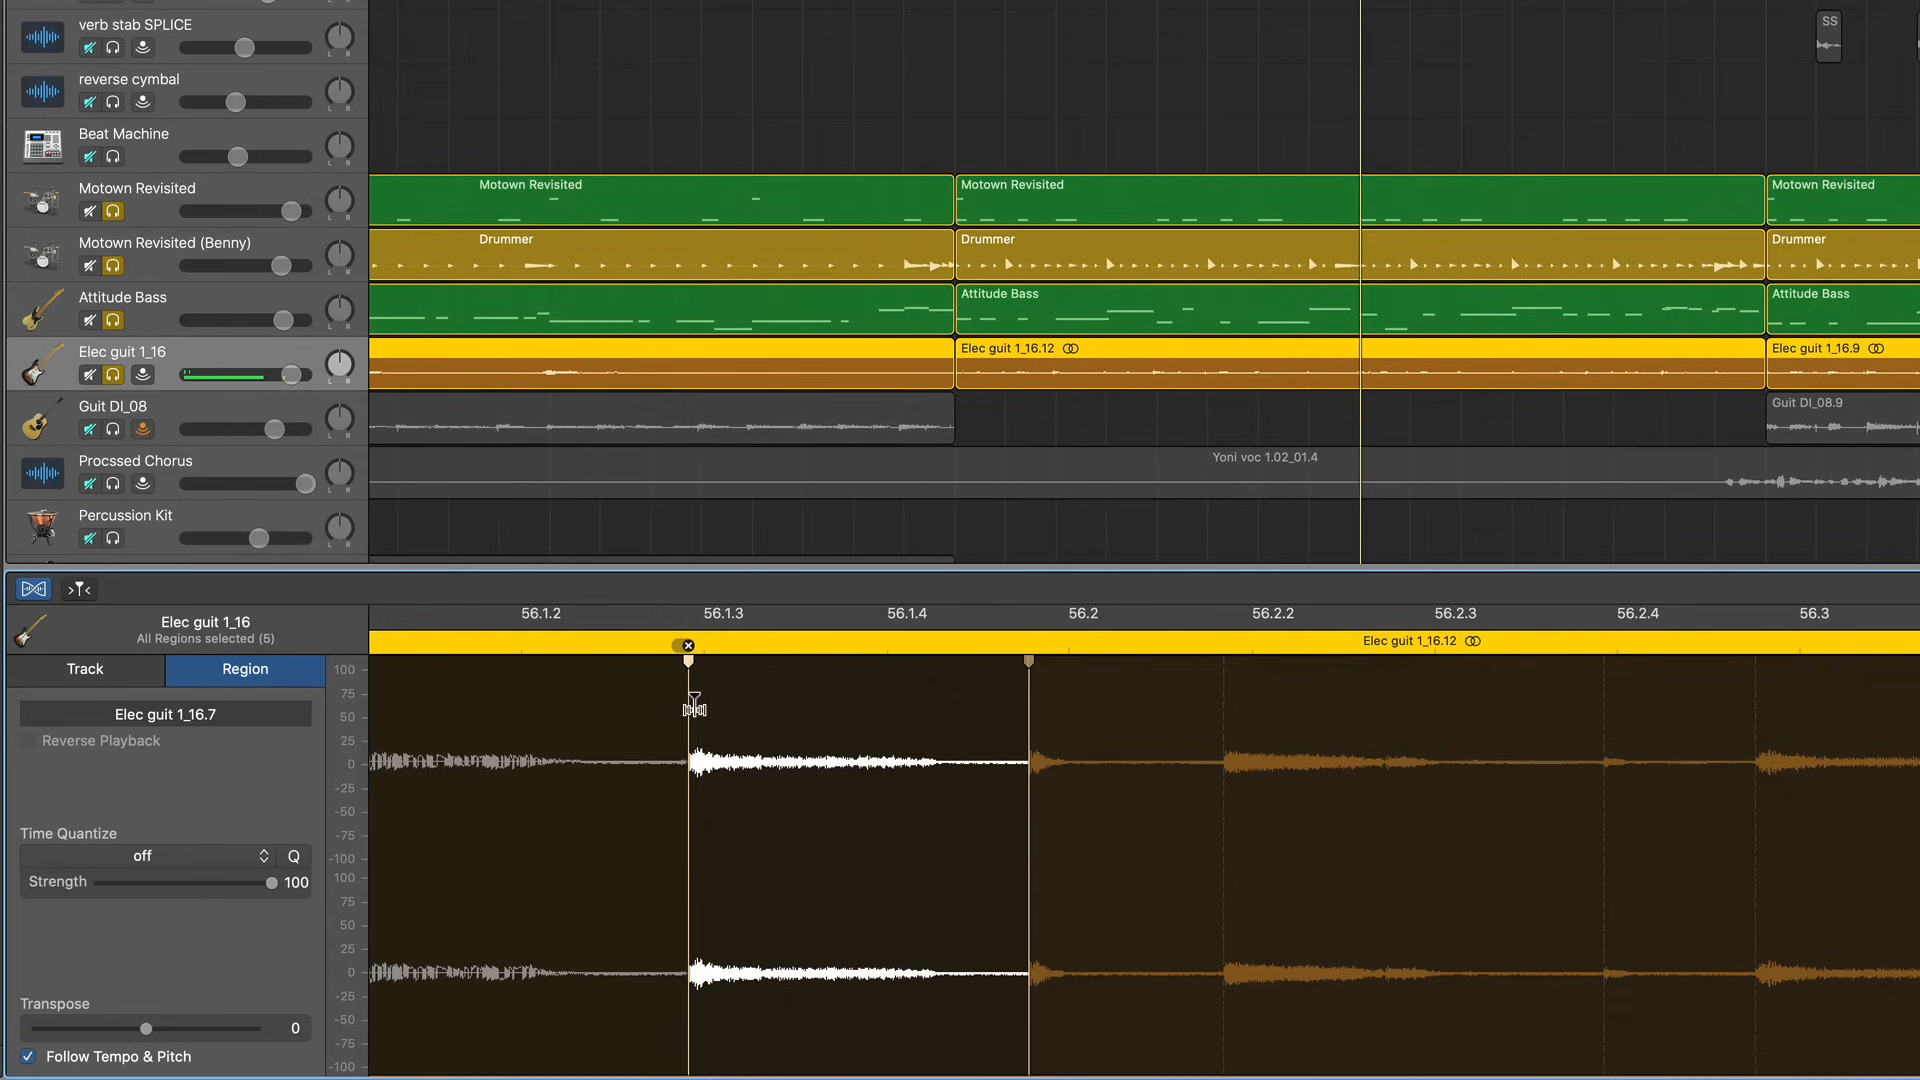 verb stab SPLICE
SS
reverse cymbal
L R
Beat Machine
L R
Motown Revisited
Motown Revisited
Motown Revisited
Motown Revisited
L R
Motown Revisited (Benny)
Drummer
Drummer
Drummer
L R
Attitude Bass
Attitude Bass
Attitude Bass
L R
Elec guit 1_16
Elec guit 1_16.12
Elec guit 1_16.9
L R
Guit DI_08
Guit DI_08.9
L R
Procssed Chorus
Yoni voc 1.02_01.4
L R
Percussion Kit
L R
56.1.2
56.1.3
56.1.4
56.2
56.2.2
56.2.3
56.2.4
56.3
Elec guit 1_16
All Regions selected (5)
Elec guit 1_16.12
Track
Region
Elec guit 1_16.7
Reverse Playback
Time Quantize
off
Q
Strength
100
Transpose
0
Follow Tempo & Pitch
100
75
50
25
0
-25
-50
-75
-100
100
75
50
25
0
-25
-50
-75
-100